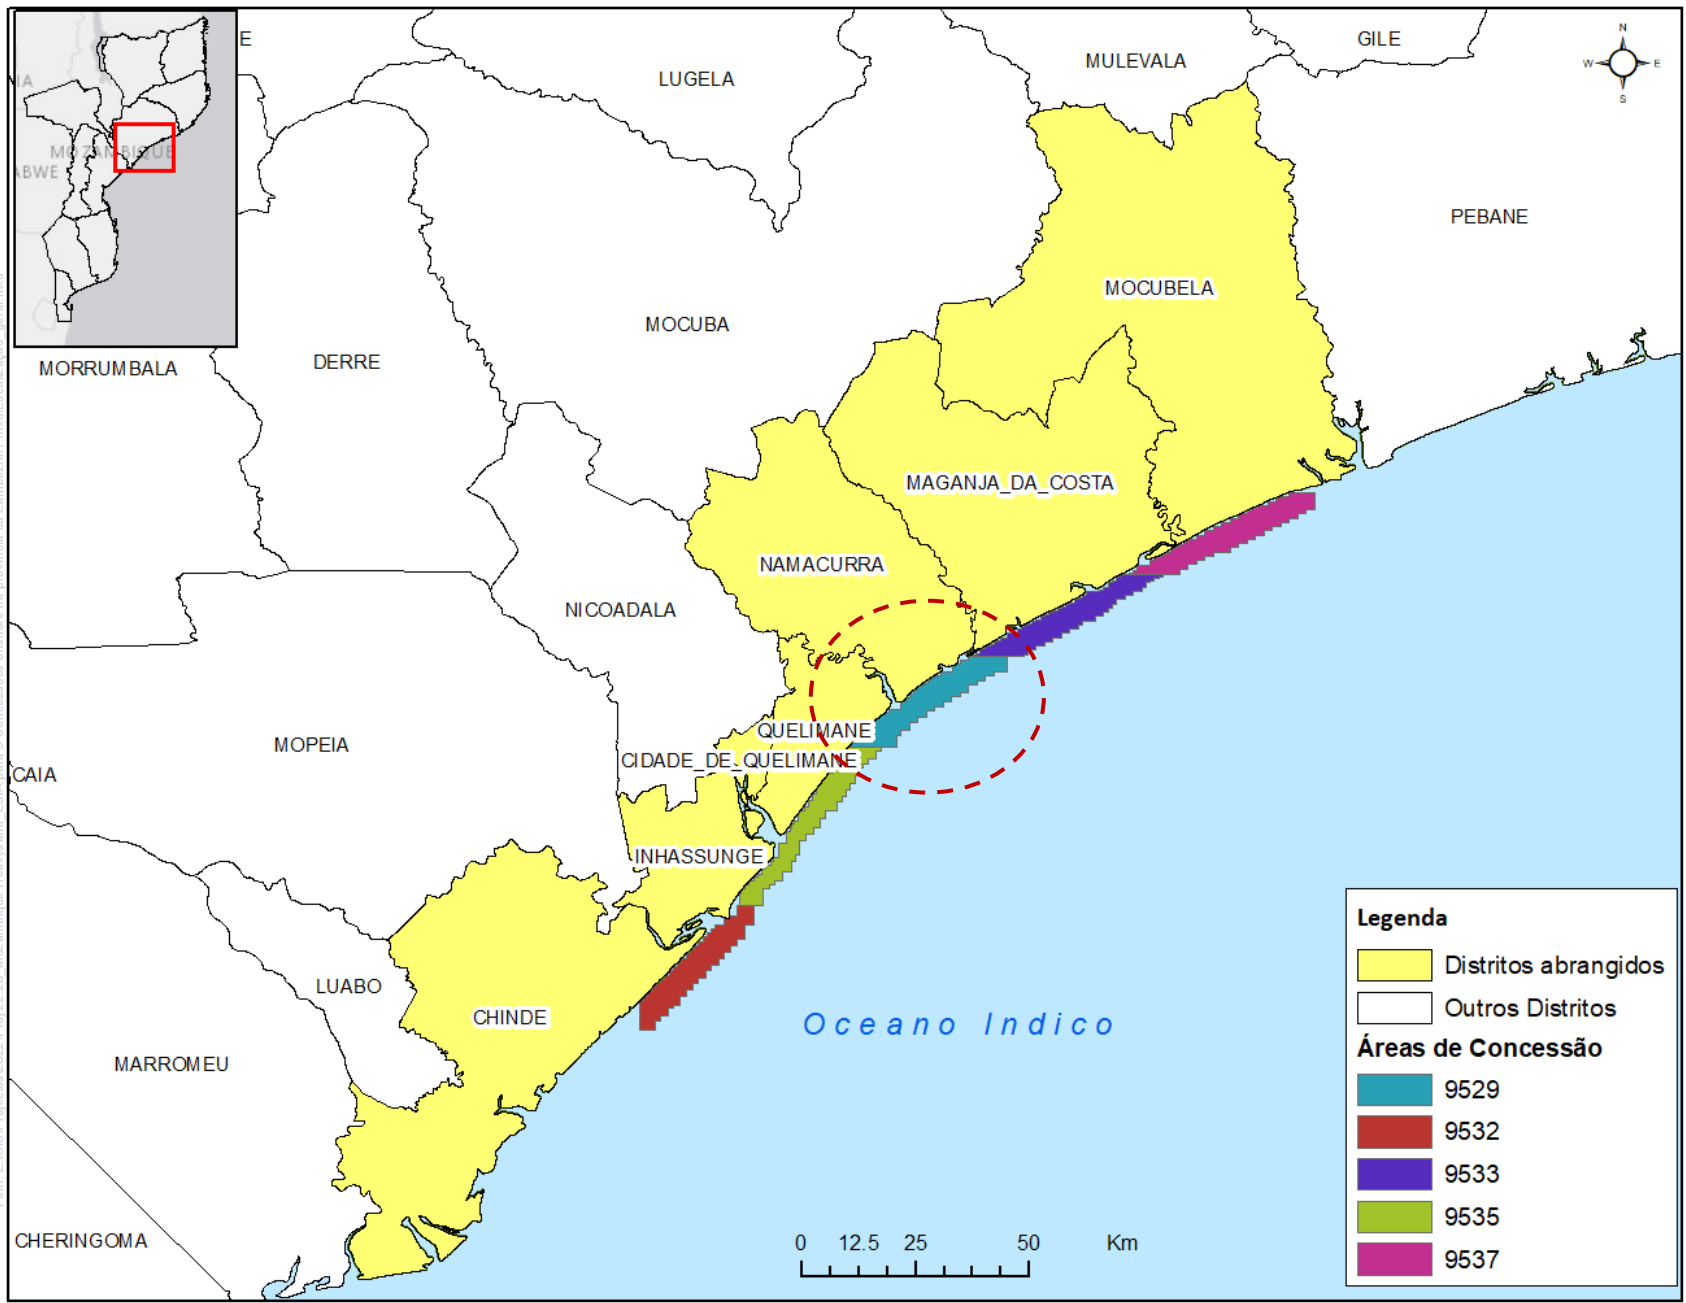 E
IA
MOZAMBIQUE
ABWE
LUGELA
MULEVALA
GILE
N
W
E
S
PEBANE
MOCUBELA
MOCUBA
DERRE
MORRUMBALA
MAGANJA_DA_COSTA
NAMACURRA
NICOADALA
QUELIMANE
MOPEIA
CIDADE_DE_QUELIMANE
CAIA
INHASSUNGE
LUABO
CHINDE
Oceano Indico
MARROMEU
CHERINGOMA
0 12.5 25 50 Km
Legenda
Distritos abrangidos
Outros Distritos
Áreas de Concessão
9529
9532
9533
9535
9537